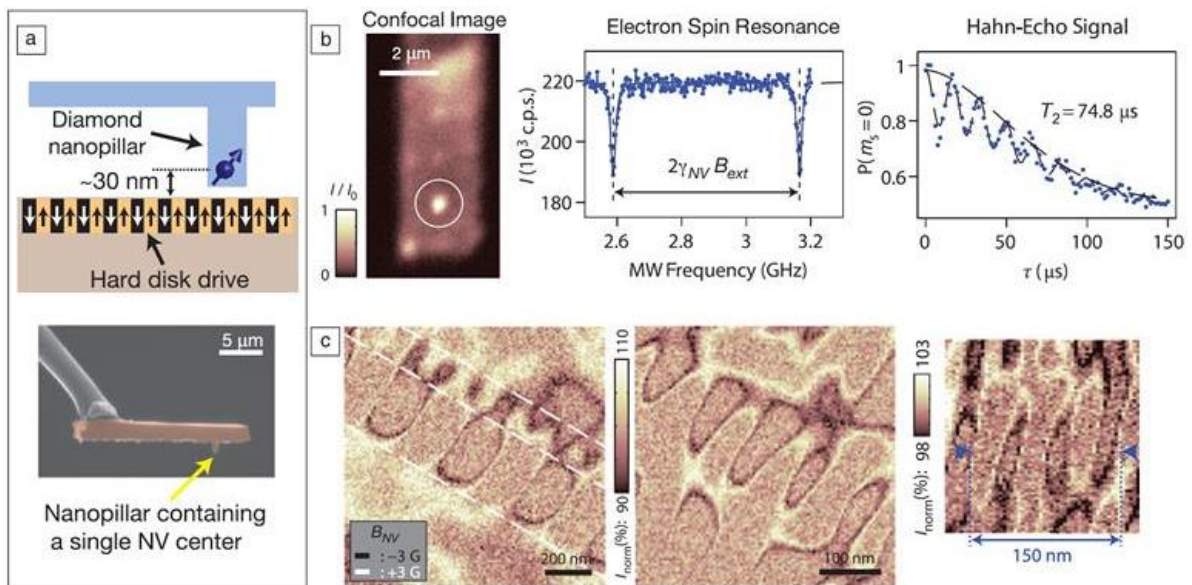 a
Diamond
nanopillar
~30 nm
Hard disk drive
5 μm
Nanopillar containing
a single NV center
b
Confocal Image
2 μm
I / I0
1
0
Electron Spin Resonance
I (10³ c.p.s.)
220
200
180
2γNV Bext
2.6
2.8
3.0
3.2
MW Frequency (GHz)
Hahn-Echo Signal
P(ms = 0)
1
0.8
0.6
T2 = 74.8 μs
0
50
100
150
τ (μs)
c
BNV
: −3 G
: +3 G
200 nm
Inorm(%): 90 110
100 nm
Inorm(%): 98 103
150 nm